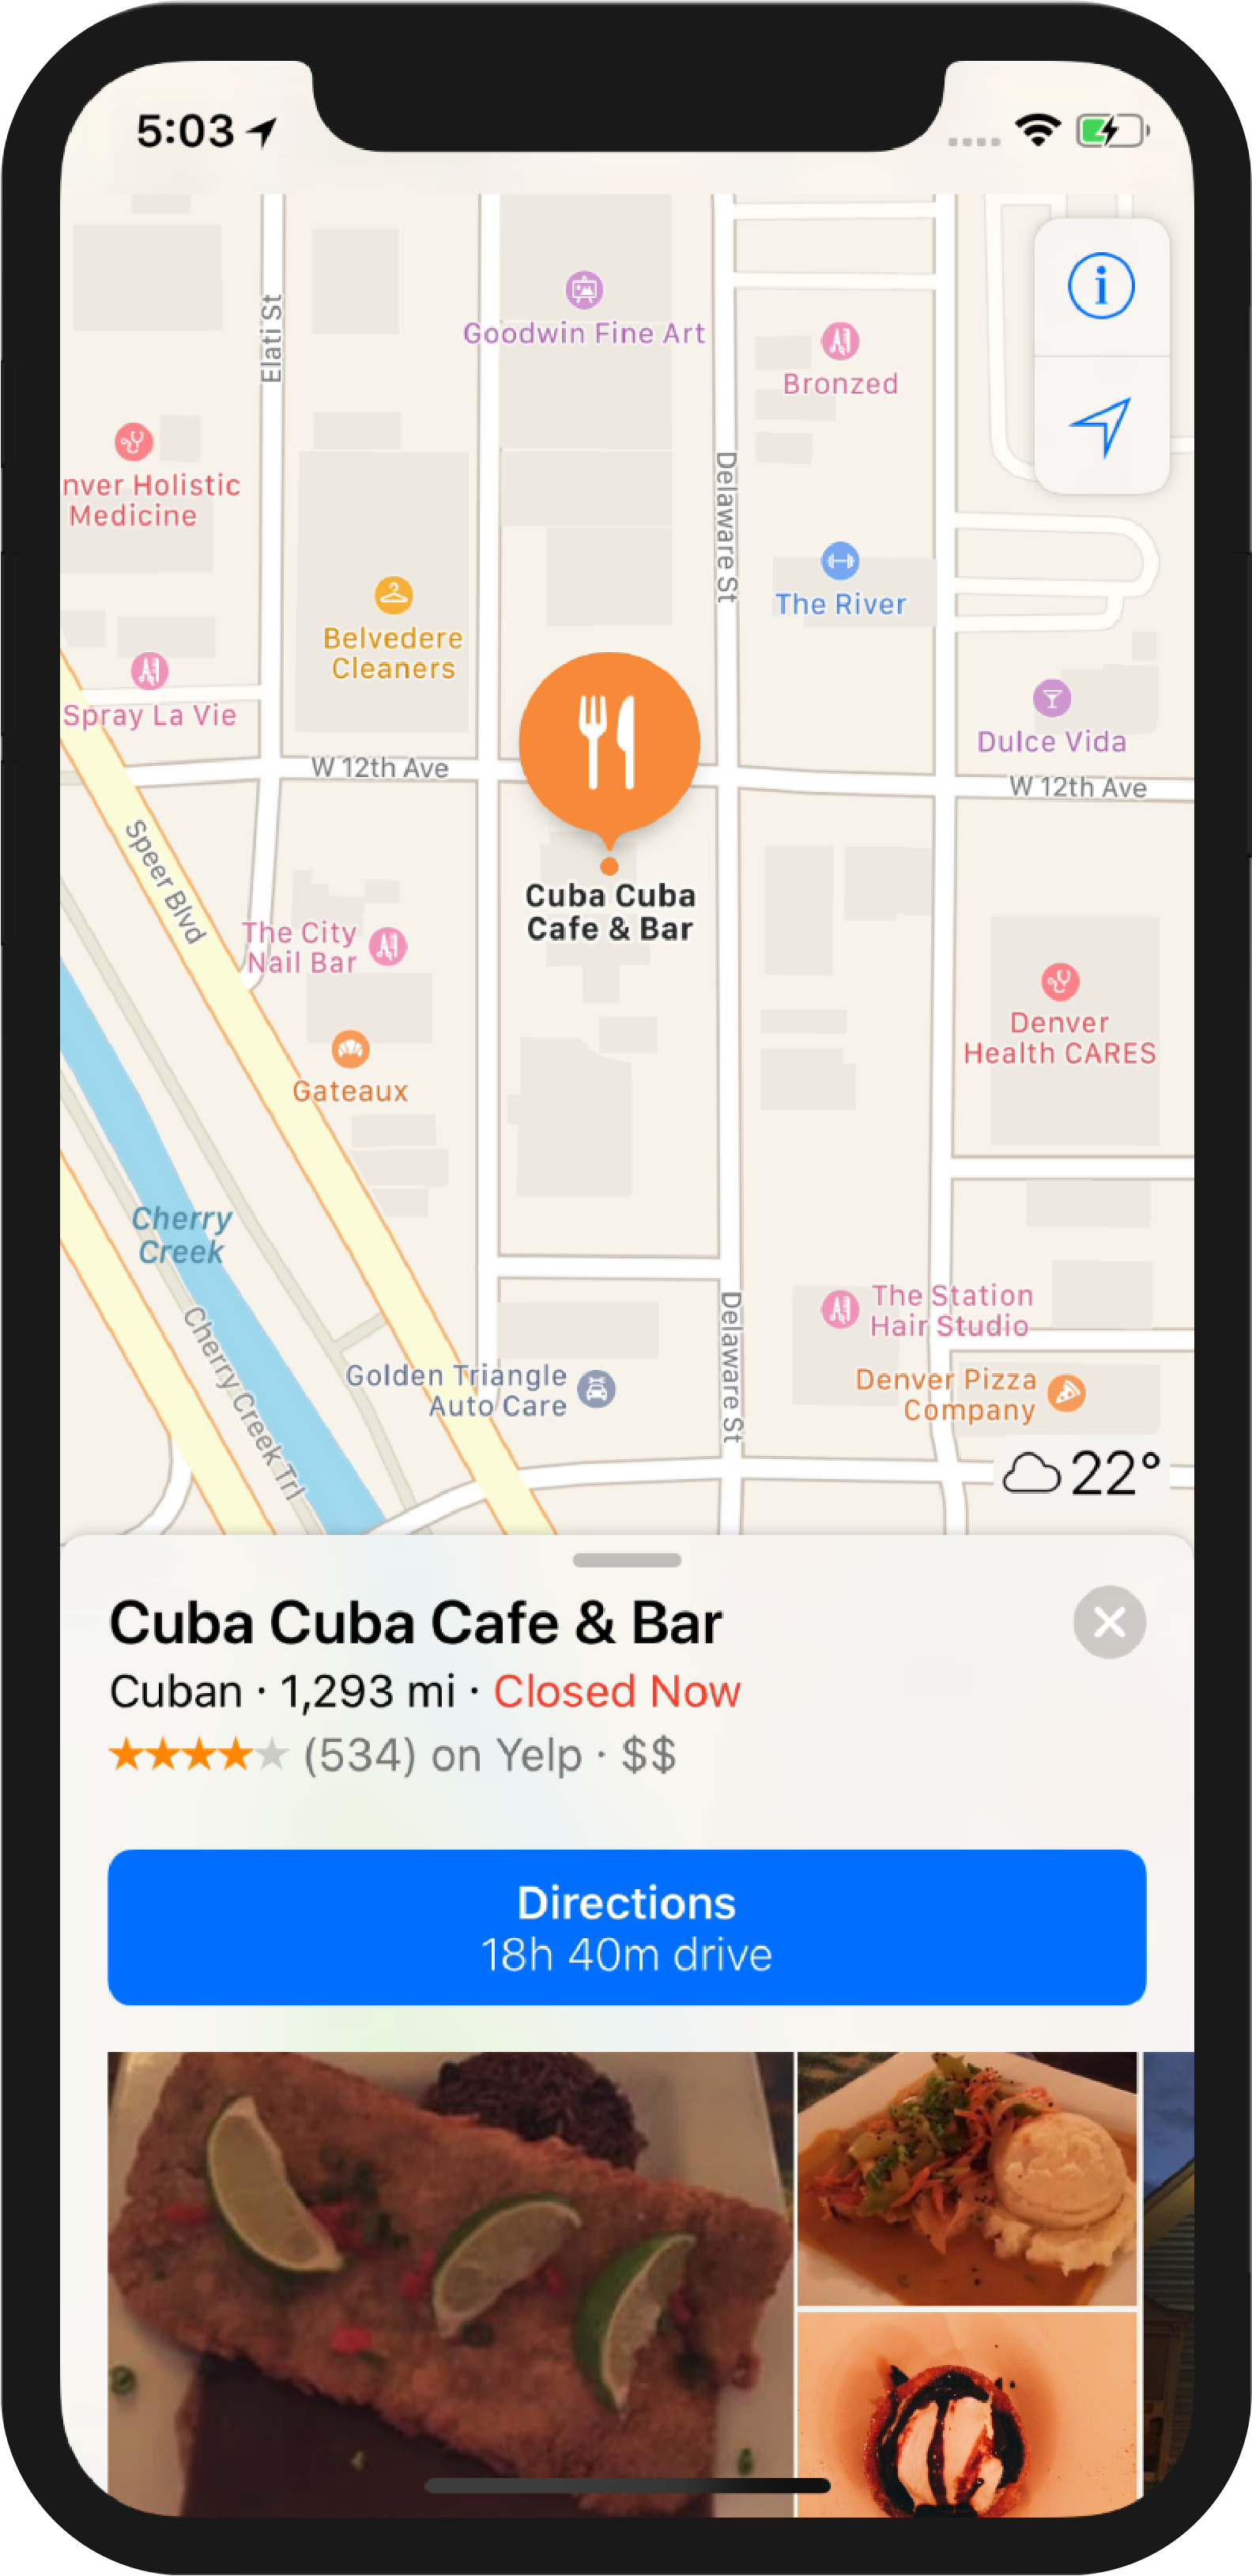 5:03
Goodwin Fine Art
Elati St
Bronzed
nver Holistic
Medicine
Delaware St
The River
Belvedere
Cleaners
Spray La Vie
Dulce Vida
W 12th Ave
W 12th Ave
Speer Blvd
Cuba Cuba
Cafe & Bar
The City
Nail Bar
Denver
Health CARES
Gateaux
Cherry
Creek
Cherry Creek Trl
Delaware St
The Station
Hair Studio
Golden Triangle
Auto Care
Denver Pizza
Company
22°
Cuba Cuba Cafe & Bar
Cuban · 1,293 mi · Closed Now
(534) on Yelp · $$
Directions
18h 40m drive